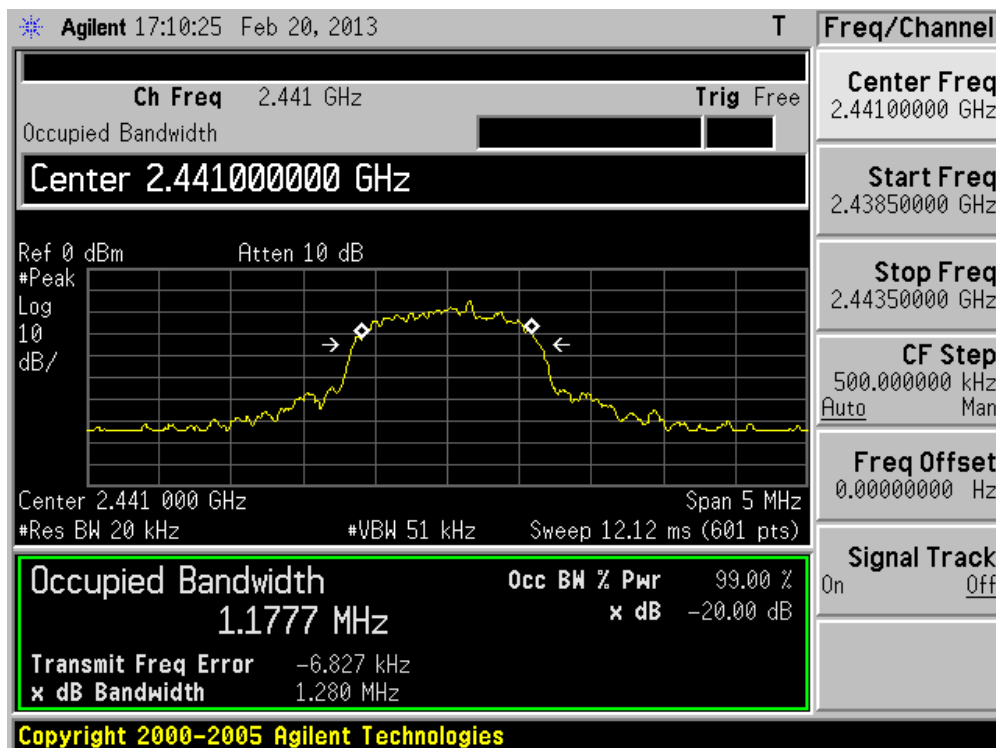 Agilent 17:10:25 Feb 20, 2013 T
Freq/Channel
Ch Freq 2.441 GHz Trig Free
Occupied Bandwidth
Center 2.441000000 GHz
Ref 0 dBm Atten 10 dB
#Peak
Log
10
dB/
Center 2.441 000 GHz Span 5 MHz
#Res BW 20 kHz #VBW 51 kHz Sweep 12.12 ms (601 pts)
Occupied Bandwidth
1.1777 MHz
Occ BW % Pwr 99.00 %
x dB -20.00 dB
Transmit Freq Error -6.827 kHz
x dB Bandwidth 1.280 MHz
Center Freq
2.44100000 GHz
Start Freq
2.43850000 GHz
Stop Freq
2.44350000 GHz
CF Step
500.000000 kHz
Auto Man
Freq Offset
0.00000000 Hz
Signal Track
On Off
Copyright 2000-2005 Agilent Technologies